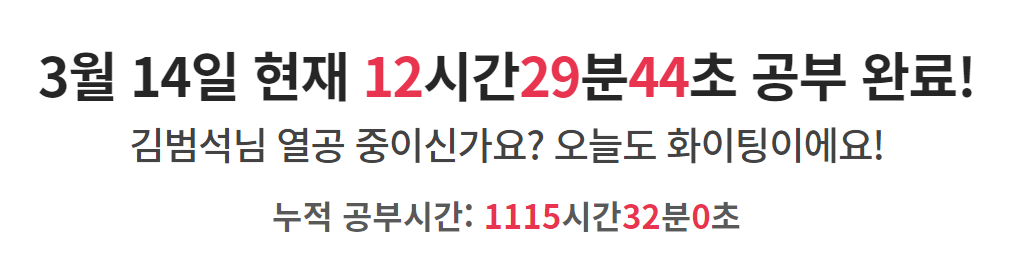 3월 14일 현재 12시간29분44초 공부 완료!
김범석님 열공 중이신가요? 오늘도 화이팅이에요!
누적 공부시간: 1115시간32분0초